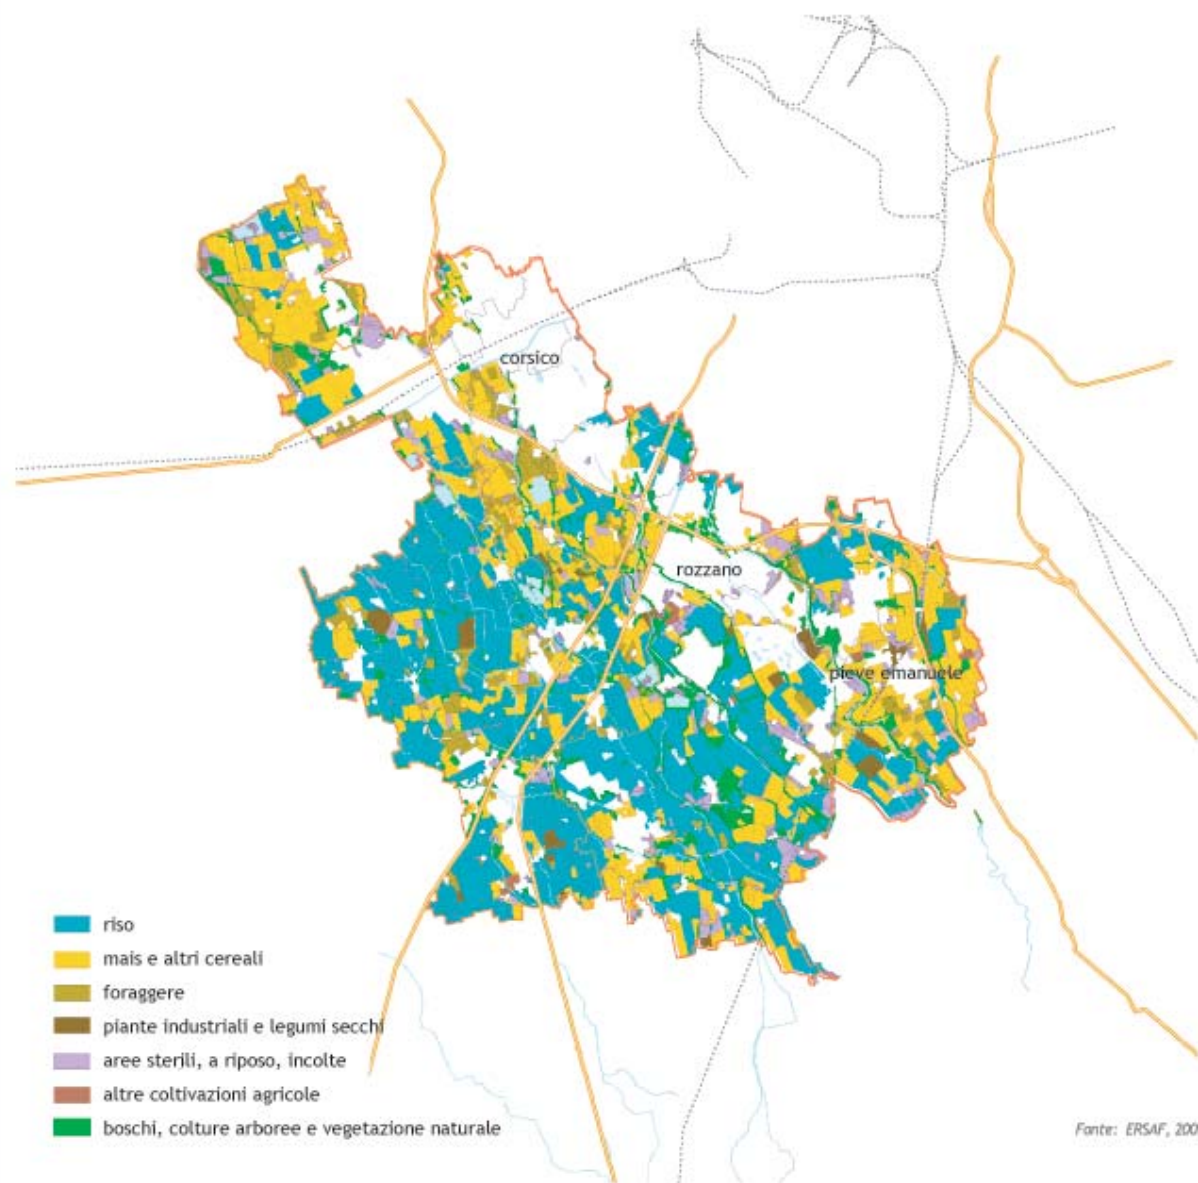 corsico
rozzano
pieve emanuele
riso
mais e altri cereali
foraggere
piante industriali e legumi secchi
aree sterili, a riposo, incolte
altre coltivazioni agricole
boschi, colture arboree e vegetazione naturale
Fonte: ERSAF, 200